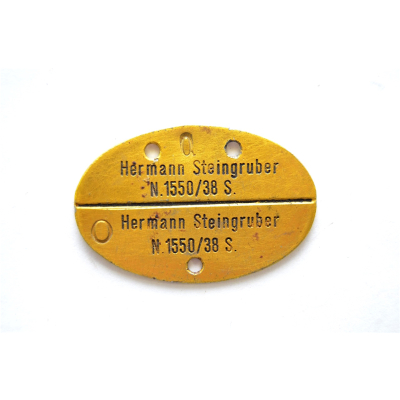 O
Hermann Steingruber
N.1550/38 S.
O
Hermann Steingruber
N.1550/38 S.